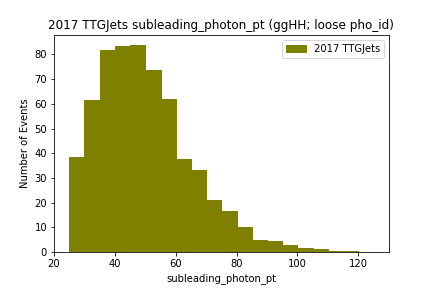 2017 TTGJets subleading_photon_pt (ggHH; loose pho_id)
2017 TTGJets
Number of Events
80
70
60
50
40
30
20
10
0
20 40 60 80 100 120
subleading_photon_pt